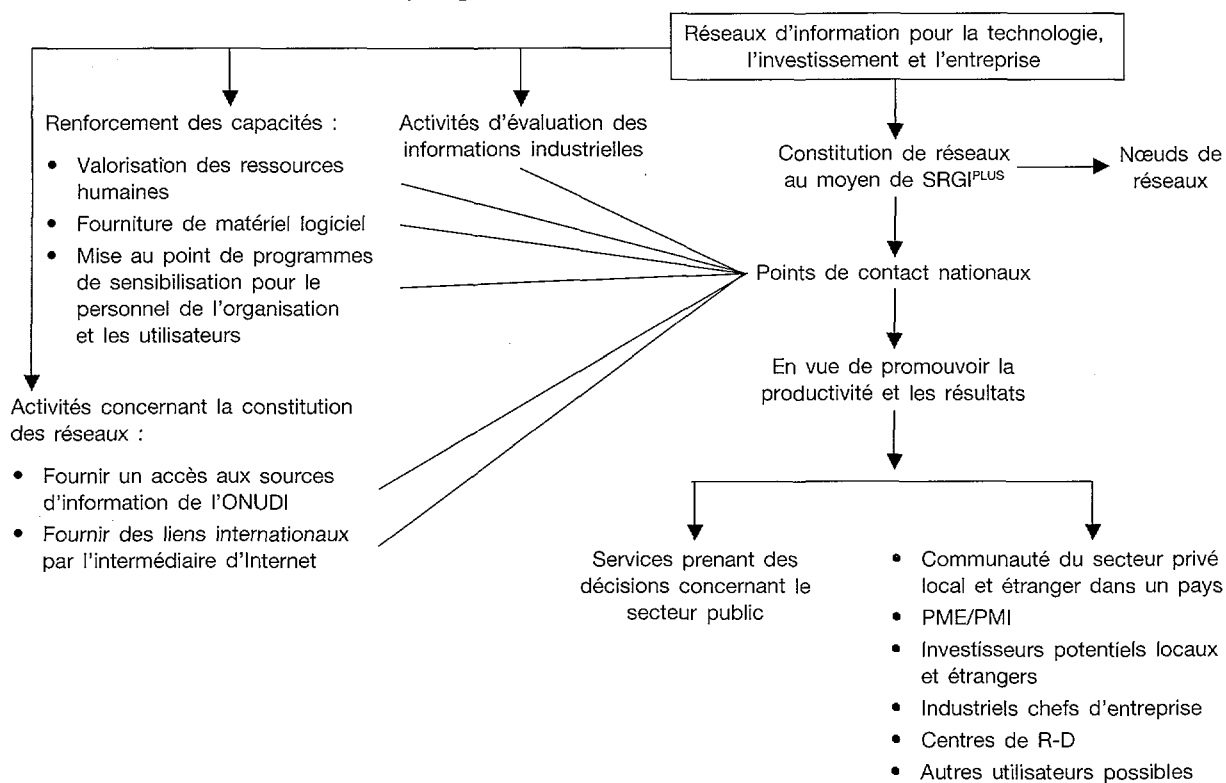 Réseaux d'information pour la technologie,
l'investissement et l'entreprise
Renforcement des capacités :
• Valorisation des ressources
humaines
• Fourniture de matériel logiciel
• Mise au point de programmes
de sensibilisation pour le
personnel de l'organisation
et les utilisateurs
Activités d'évaluation des
informations industrielles
Constitution de réseaux
au moyen de SRGIPLUS
Nœuds de
réseaux
Points de contact nationaux
En vue de promouvoir la
productivité et les résultats
Activités concernant la constitution
des réseaux :
• Fournir un accès aux sources
d'information de l'ONUDI
• Fournir des liens internationaux
par l'intermédiaire d'Internet
Services prenant des
décisions concernant le
secteur public
• Communauté du secteur privé
local et étranger dans un pays
• PME/PMI
• Investisseurs potentiels locaux
et étrangers
• Industriels chefs d'entreprise
• Centres de R-D
• Autres utilisateurs possibles